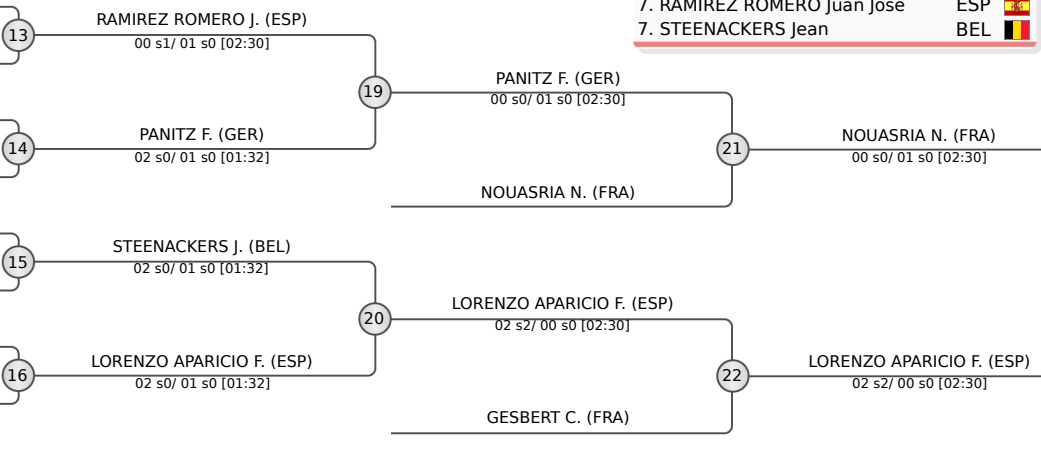 7. RAMIREZ ROMERO Juan Jose ESP
7. STEENACKERS Jean BEL
RAMIREZ ROMERO J. (ESP)
13
00 s1/ 01 s0 [02:30]
19
PANITZ F. (GER)
00 s0/ 01 s0 [02:30]
PANITZ F. (GER)
14
02 s0/ 01 s0 [01:32]
21
NOUASRIA N. (FRA)
00 s0/ 01 s0 [02:30]
NOUASRIA N. (FRA)
STEENACKERS J. (BEL)
15
02 s0/ 01 s0 [01:32]
20
LORENZO APARICIO F. (ESP)
02 s2/ 00 s0 [02:30]
LORENZO APARICIO F. (ESP)
16
02 s0/ 01 s0 [01:32]
22
LORENZO APARICIO F. (ESP)
02 s2/ 00 s0 [02:30]
GESBERT C. (FRA)